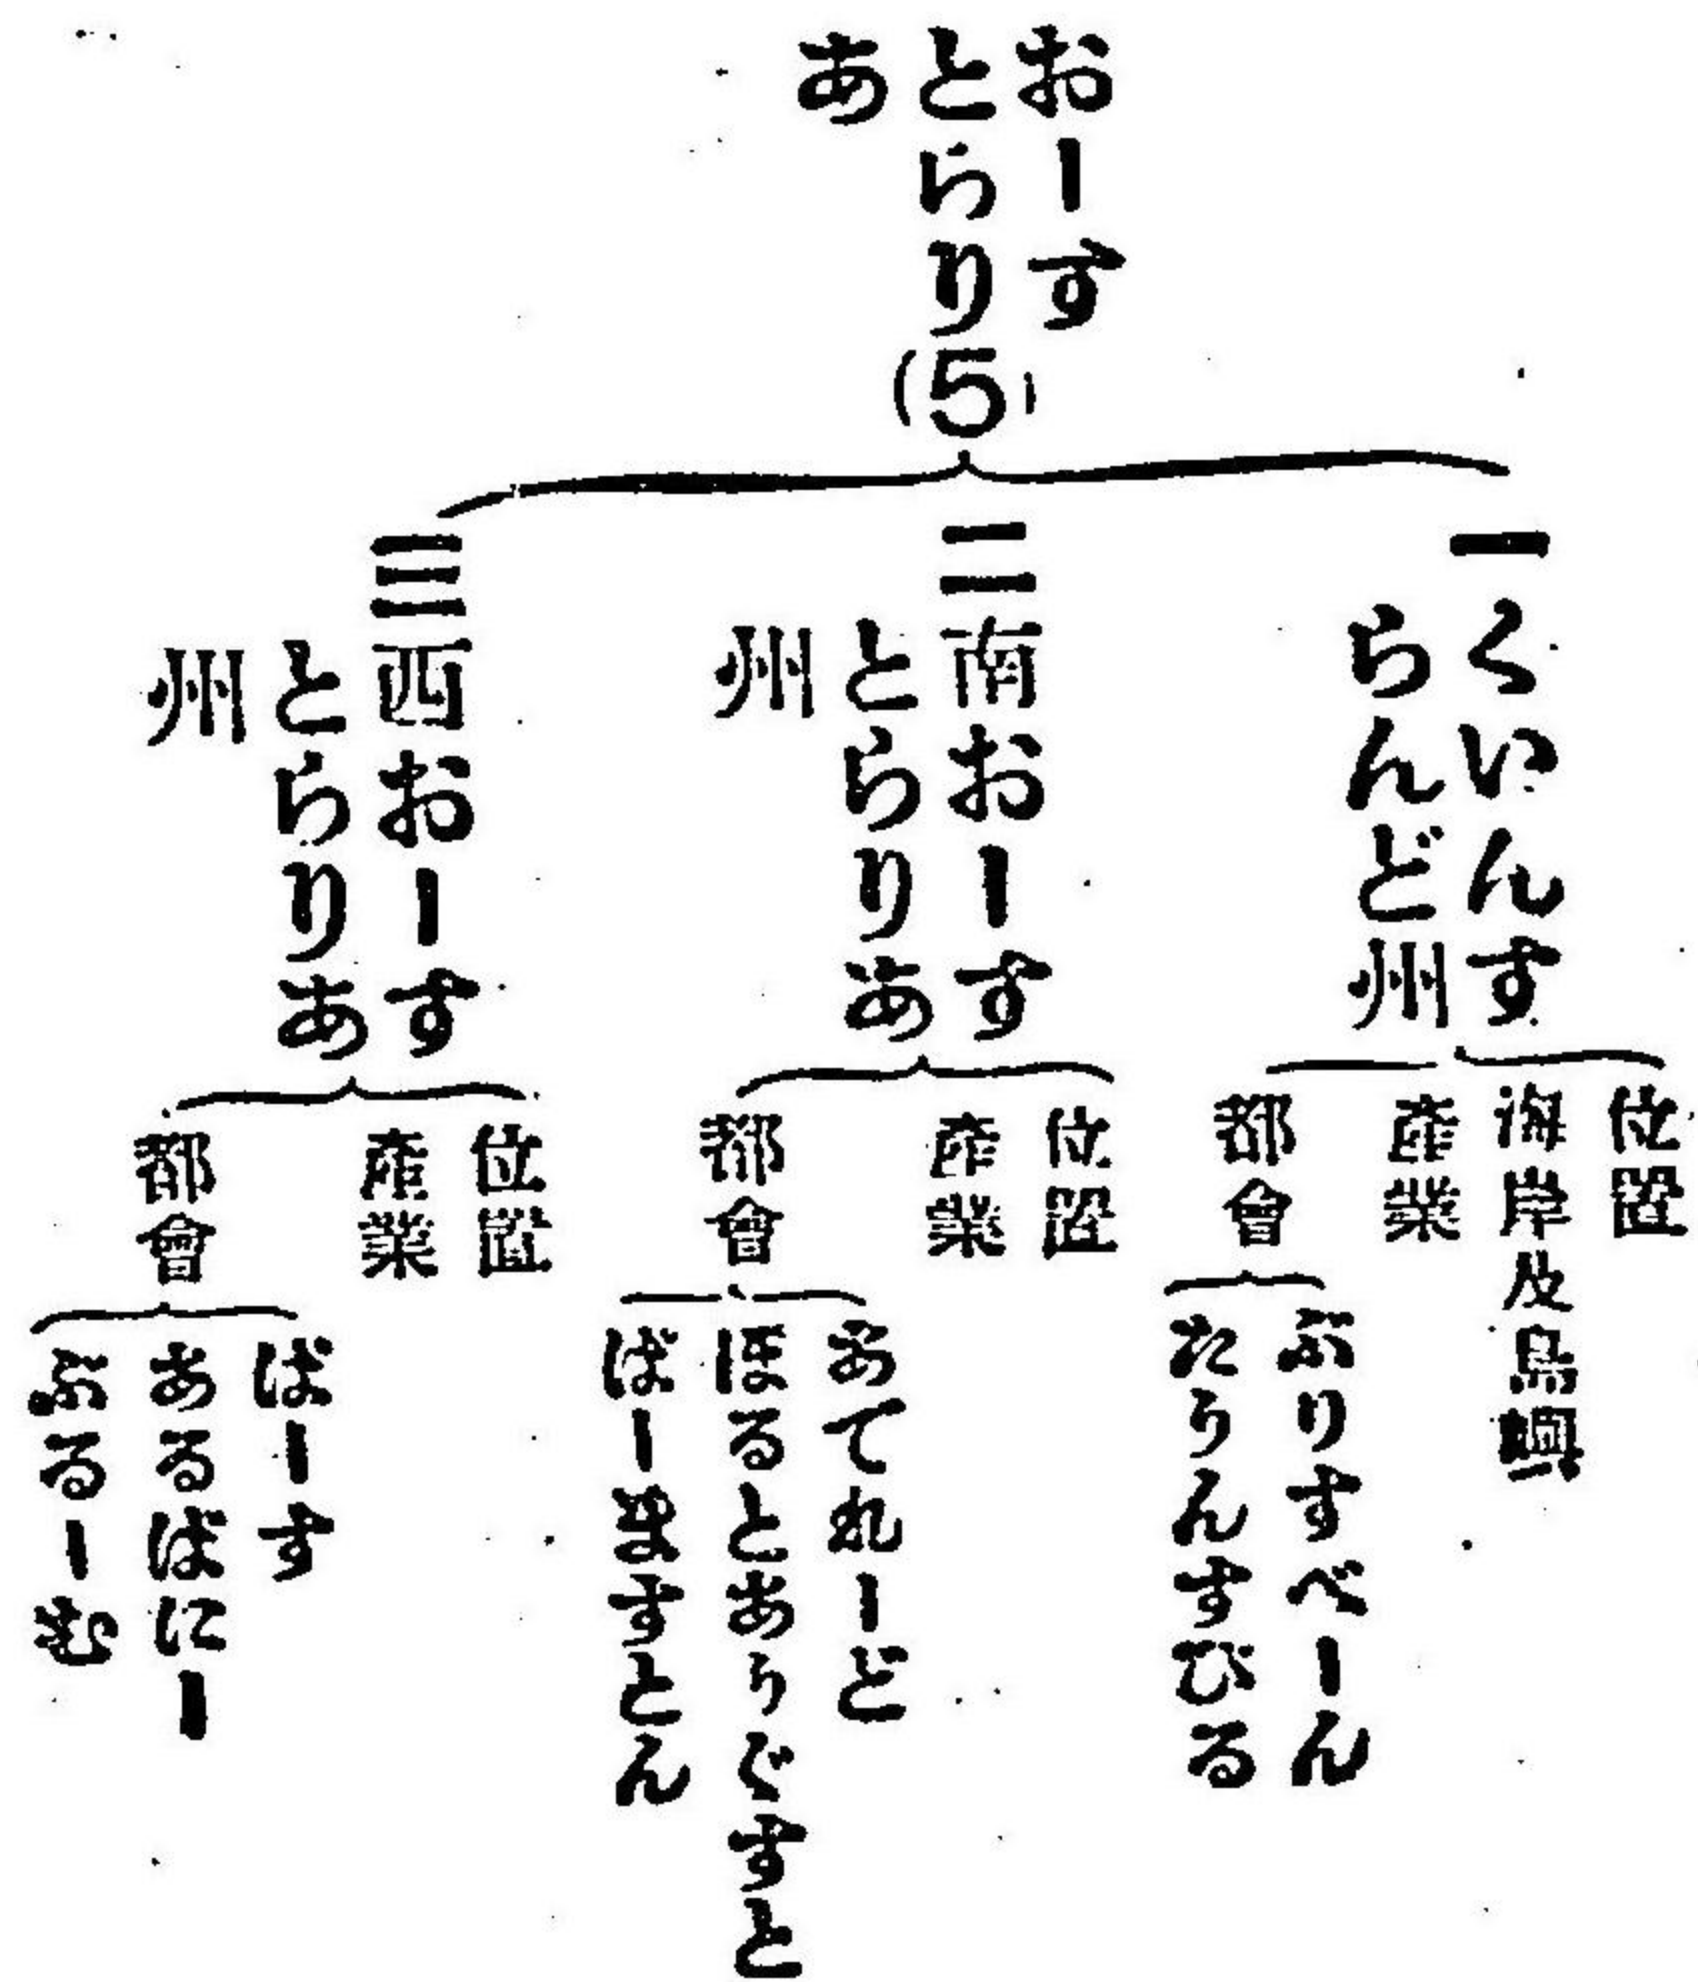 おーす
とらり
あ
(5)
一くいんす
らんど州
位置
海岸及島嶼
産業
都會
ぶりすべーん
たうんすびる
二南おーす
とらりあ
州
位置
産業
都會
あてれーど
ほるとあうぐすと
ばーますとん
三西おーす
とらりあ
州
位置
産業
都會
ぱーす
あるばにー
ぶるーむ